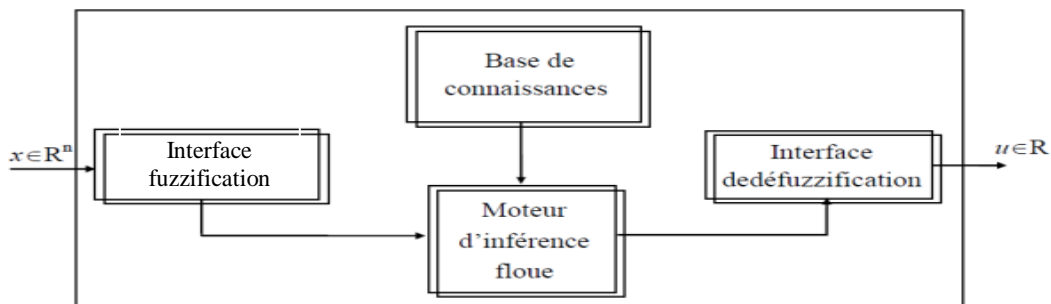 Base de
connaissances
x∈Rⁿ
Interface
fuzzification
Interface
dedéfuzzification
u∈R
Moteur
d'inférence
floue